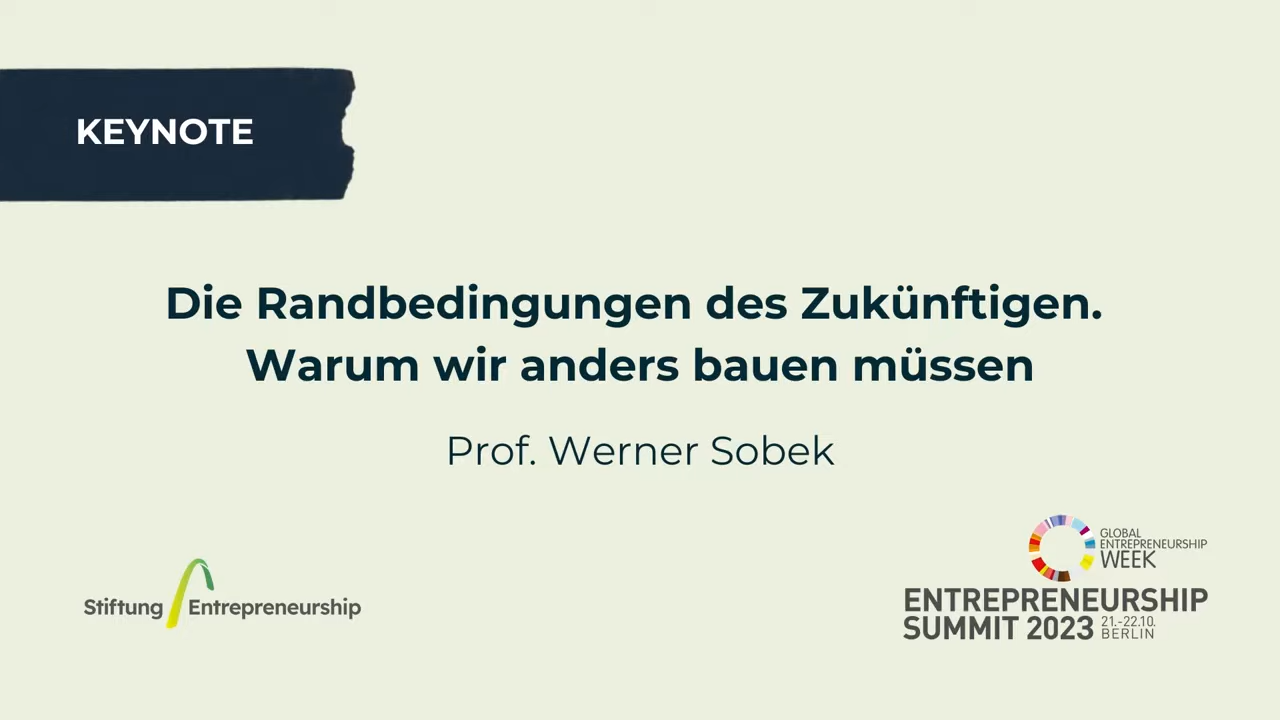 KEYNOTE
Die Randbedingungen des Zukünftigen.
Warum wir anders bauen müssen
Prof. Werner Sobek
Stiftung Entrepreneurship
GLOBAL
ENTREPRENEURSHIP
WEEK
ENTREPRENEURSHIP
SUMMIT 2023 21.-22.10.
BERLIN